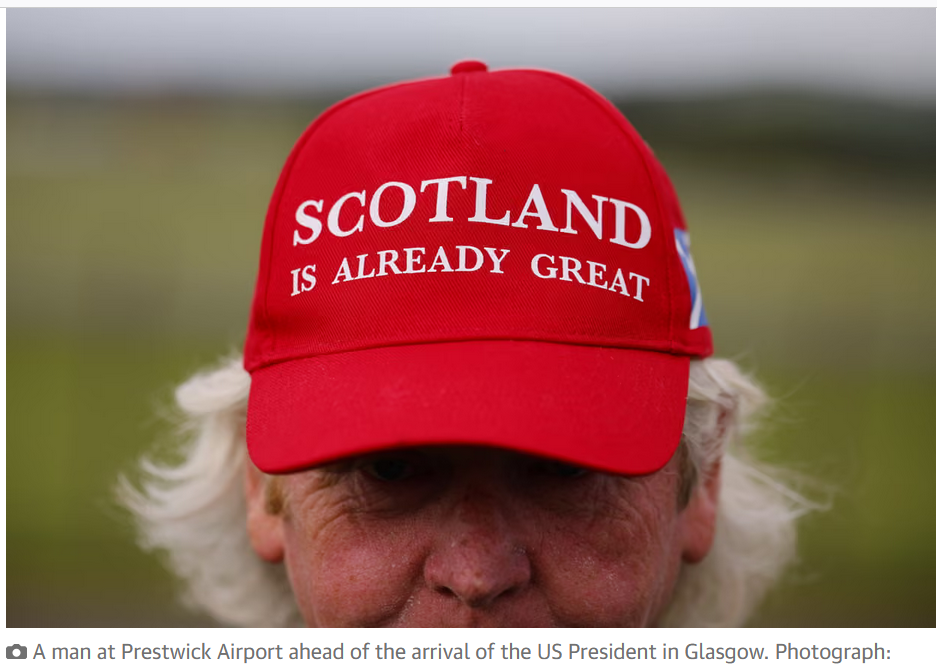 SCOTLAND
IS ALREADY GREAT
A man at Prestwick Airport ahead of the arrival of the US President in Glasgow. Photograph: